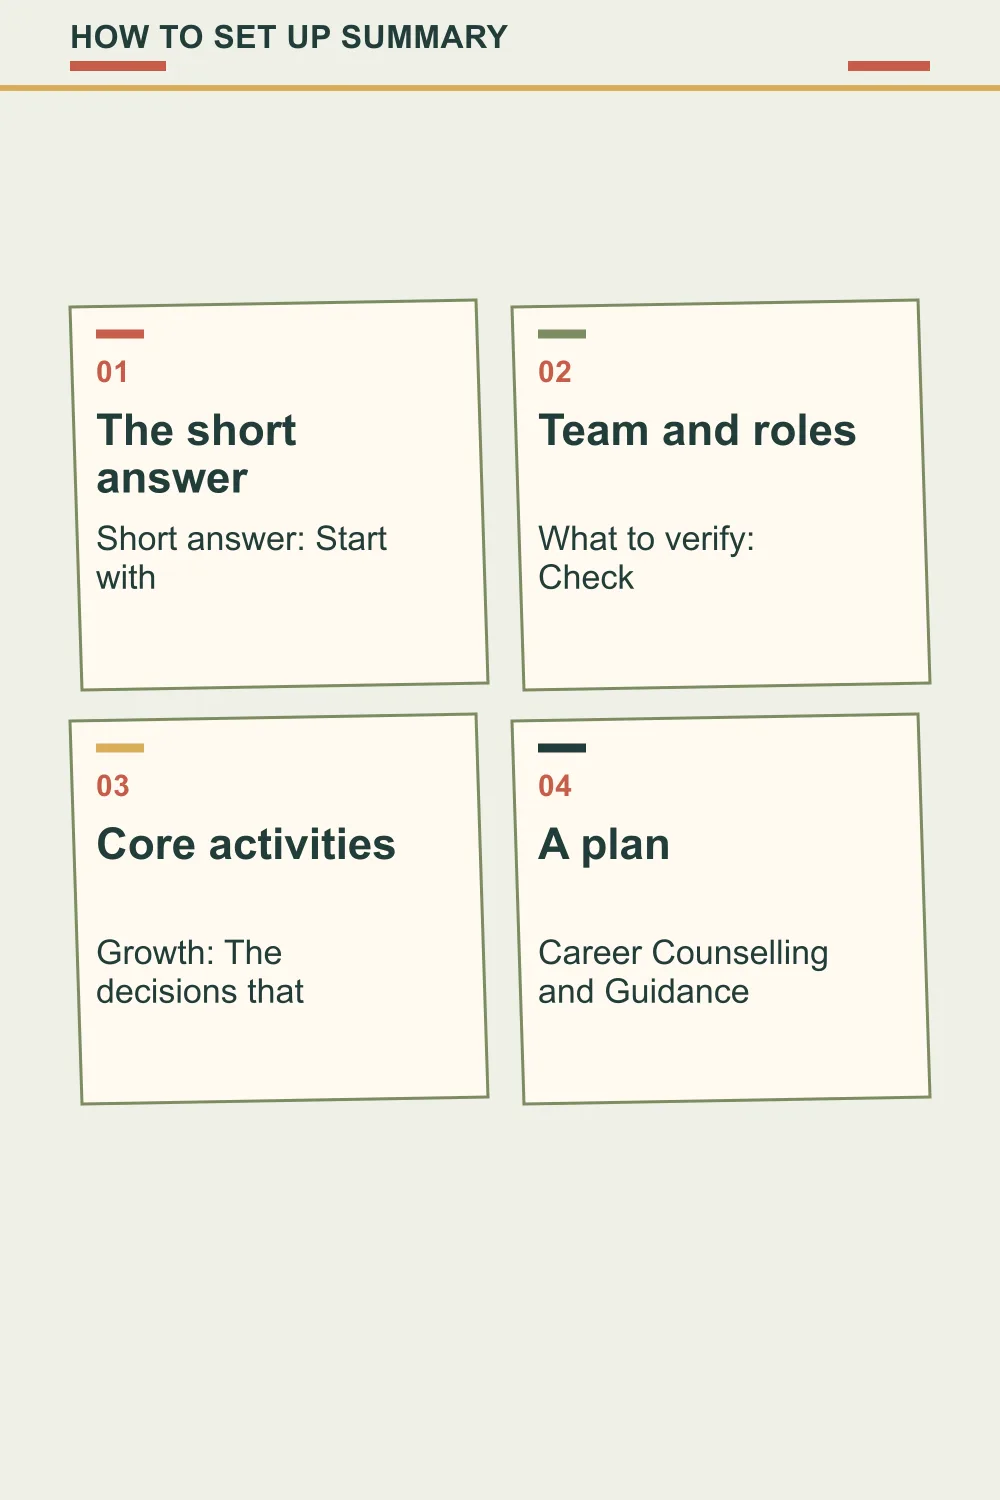 HOW TO SET UP SUMMARY
01
The short
answer
Short answer: Start
with
02
Team and roles
What to verify:
Check
03
Core activities
Growth: The
decisions that
04
A plan
Career Counselling
and Guidance